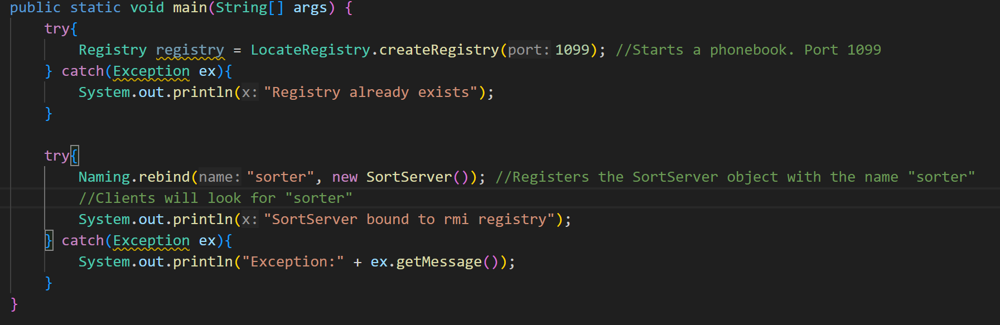 public static void main(String[] args) {
try{
Registry registry = LocateRegistry.createRegistry(port: 1099); //Starts a phonebook. Port 1099
} catch(Exception ex){
System.out.println(x: "Registry already exists");
}
try{
Naming.rebind(name: "sorter", new SortServer()); //Registers the SortServer object with the name "sorter"
//Clients will look for "sorter"
System.out.println(x: "SortServer bound to rmi registry");
} catch(Exception ex){
System.out.println("Exception:" + ex.getMessage());
}
}